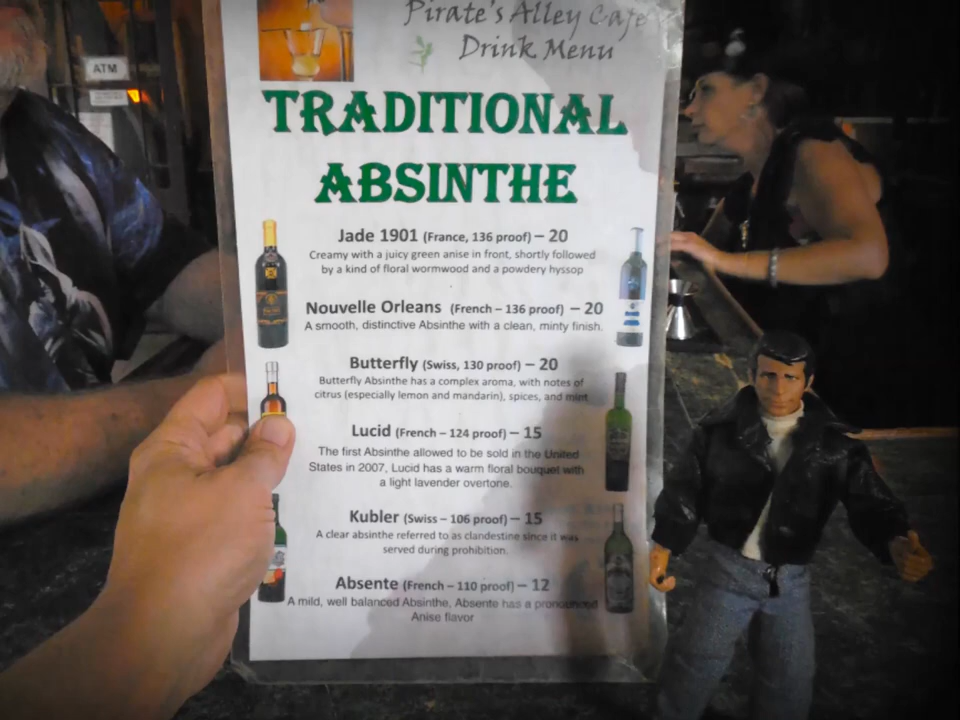 Pirate's Alley Cafe
Drink Menu
ATM
TRADITIONAL
ABSINTHE
Jade 1901 (France, 136 proof) – 20
Creamy with a juicy green anise in front, shortly followed
by a kind of floral wormwood and a powdery hyssop
Nouvelle Orleans (French – 136 proof) – 20
A smooth, distinctive Absinthe with a clean, minty finish.
Butterfly (Swiss, 130 proof) – 20
Butterfly Absinthe has a complex aroma, with notes of
citrus (especially lemon and mandarin), spices, and mint
Lucid (French – 124 proof) – 15
The first Absinthe allowed to be sold in the United
States in 2007, Lucid has a warm floral bouquet with
a light lavender overtone.
Kubler (Swiss – 106 proof) – 15
A clear absinthe referred to as clandestine since it was
served during prohibition.
Absente (French – 110 proof) – 12
A mild, well balanced Absinthe, Absente has a pronounced
Anise flavor